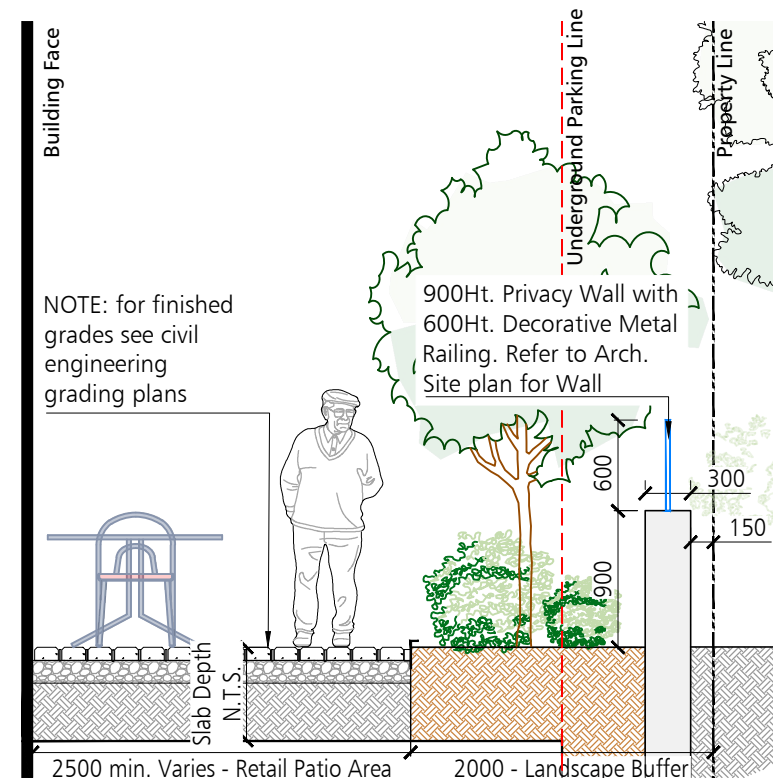 Building Face
Underground Parking Line
Property Line
NOTE: for finished
grades see civil
engineering
grading plans
900Ht. Privacy Wall with
600Ht. Decorative Metal
Railing. Refer to Arch.
Site plan for Wall
600
300
150
900
Slab Depth
N.T.S.
2500 min. Varies - Retail Patio Area
2000 - Landscape Buffer